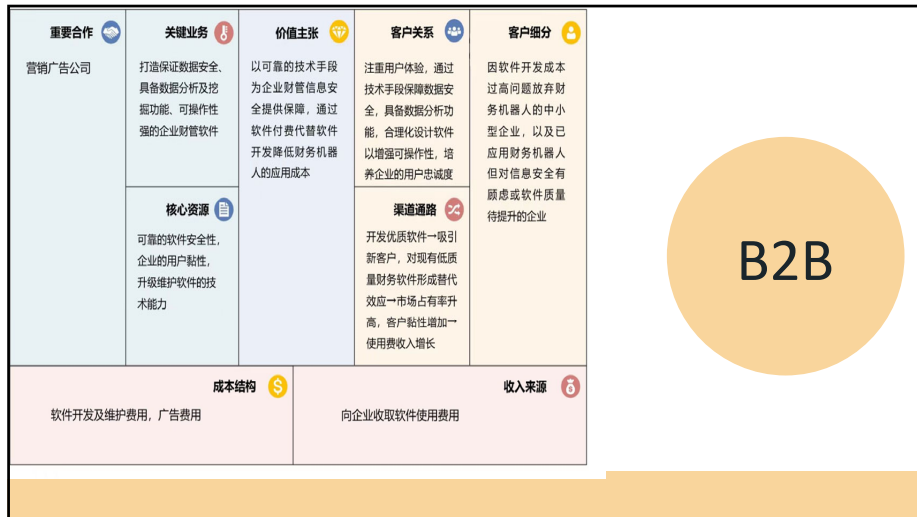 重要合作
营销广告公司
关键业务
打造保证数据安全、
具备数据分析及挖
掘功能、可操作性
强的企业财管软件
核心资源
可靠的软件安全性,
企业的用户黏性,
升级维护软件的技
术能力
价值主张
以可靠的技术手段
为企业财管信息安
全提供保障，通过
软件付费代替软件
开发降低财务机器
人的应用成本
客户关系
注重用户体验，通过
技术手段保障数据安
全，具备数据分析功
能，合理化设计软件
以增强可操作性，培
养企业的用户忠诚度
渠道通路
开发优质软件→吸引
新客户，对现有低质
量财务软件形成替代
效应→市场占有率升
高，客户黏性增加→
使用费收入增长
客户细分
因软件开发成本
过高问题放弃财
务机器人的中小
型企业，以及已
应用财务机器人
但对信息安全有
顾虑或软件质量
待提升的企业
成本结构
软件开发及维护费用，广告费用
收入来源
向企业收取软件使用费用
B2B